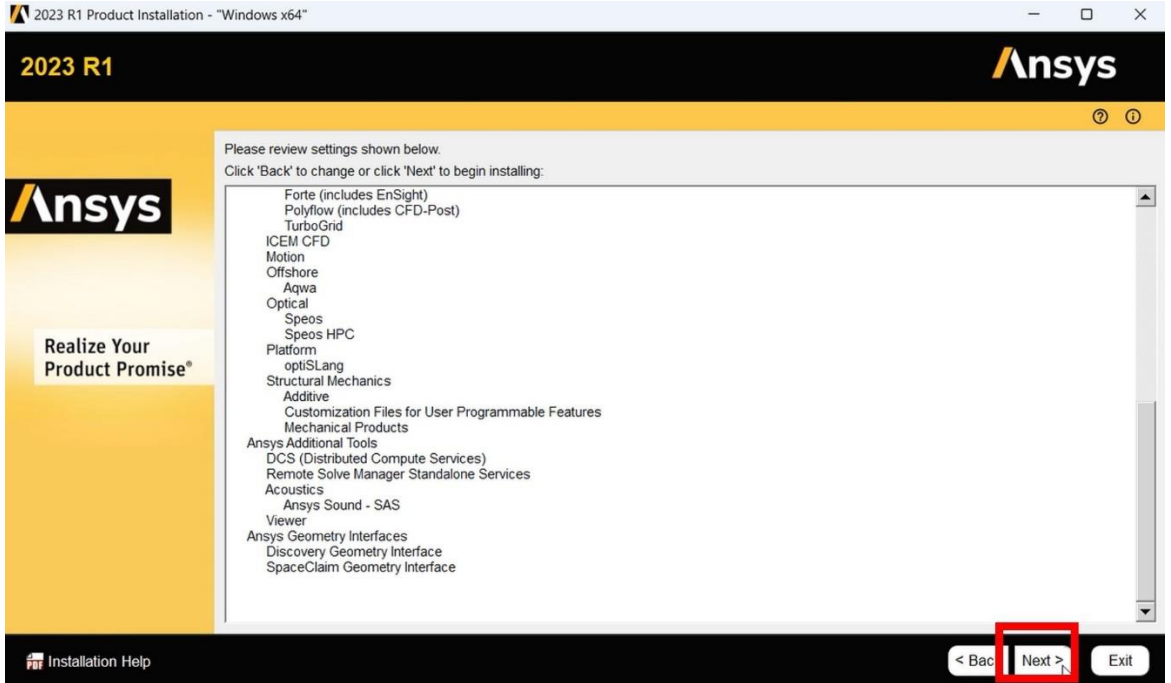 2023 R1 Product Installation - "Windows x64"
2023 R1
Ansys
Please review settings shown below.
Click 'Back' to change or click 'Next' to begin installing:
Ansys
Realize Your
Product Promise®
Forte (includes EnSight)
Polyflow (includes CFD-Post)
TurboGrid
ICEM CFD
Motion
Offshore
Aqwa
Optical
Speos
Speos HPC
Platform
optiSLang
Structural Mechanics
Additive
Customization Files for User Programmable Features
Mechanical Products
Ansys Additional Tools
DCS (Distributed Compute Services)
Remote Solve Manager Standalone Services
Acoustics
Ansys Sound - SAS
Viewer
Ansys Geometry Interfaces
Discovery Geometry Interface
SpaceClaim Geometry Interface
PDF Installation Help
< Bac Next > Exit